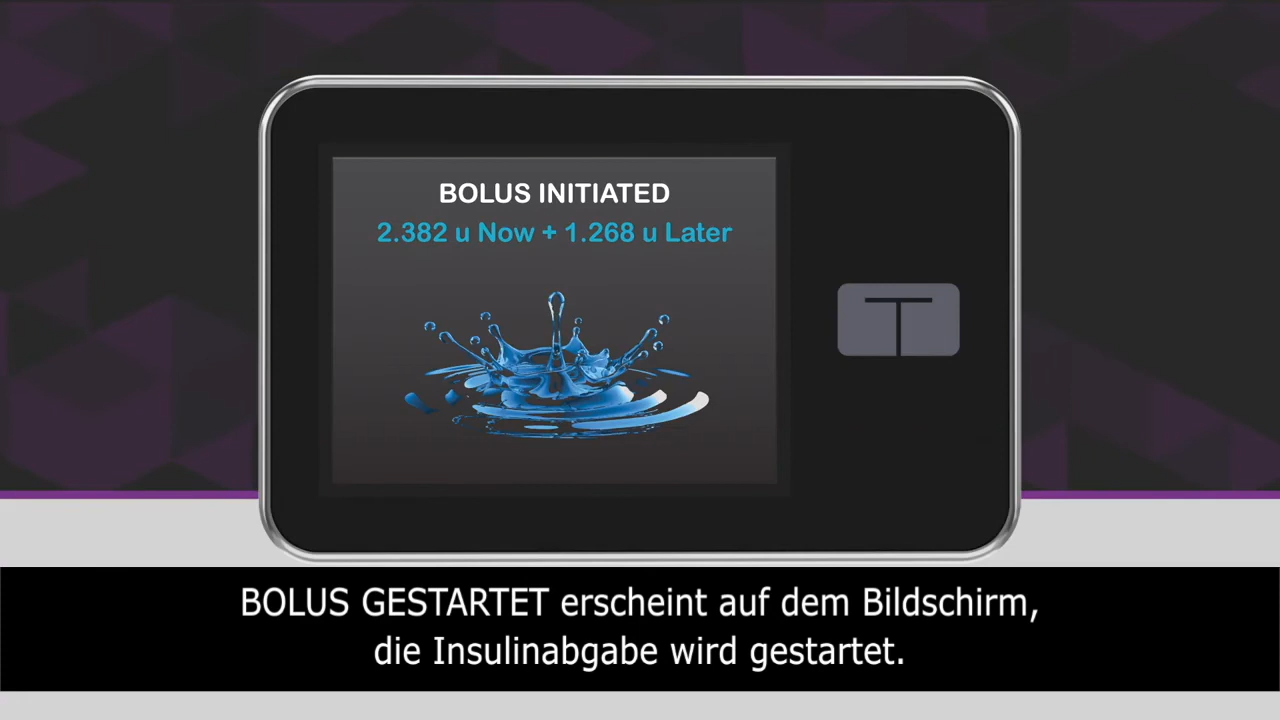 BOLUS INITIATED
2.382 u Now + 1.268 u Later
BOLUS GESTARTET erscheint auf dem Bildschirm,
die Insulinabgabe wird gestartet.